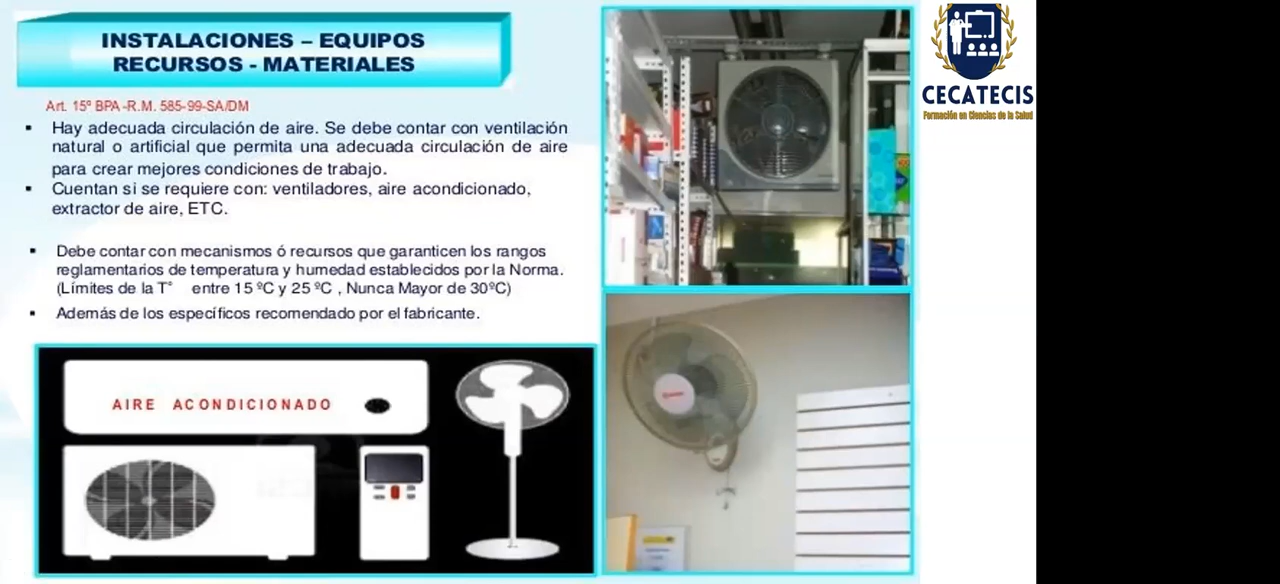 INSTALACIONES – EQUIPOS
RECURSOS - MATERIALES
Art. 15º BPA -R.M. 585-99-SA/DM
▪ Hay adecuada circulación de aire. Se debe contar con ventilación
natural o artificial que permita una adecuada circulación de aire
para crear mejores condiciones de trabajo.
▪ Cuentan si se requiere con: ventiladores, aire acondicionado,
extractor de aire, ETC.
▪ Debe contar con mecanismos ó recursos que garanticen los rangos
reglamentarios de temperatura y humedad establecidos por la Norma.
(Límites de la T° entre 15 ºC y 25 ºC , Nunca Mayor de 30ºC)
▪ Además de los específicos recomendado por el fabricante.
AIRE ACONDICIONADO
CECATECIS
Formación en Ciencias de la Salud